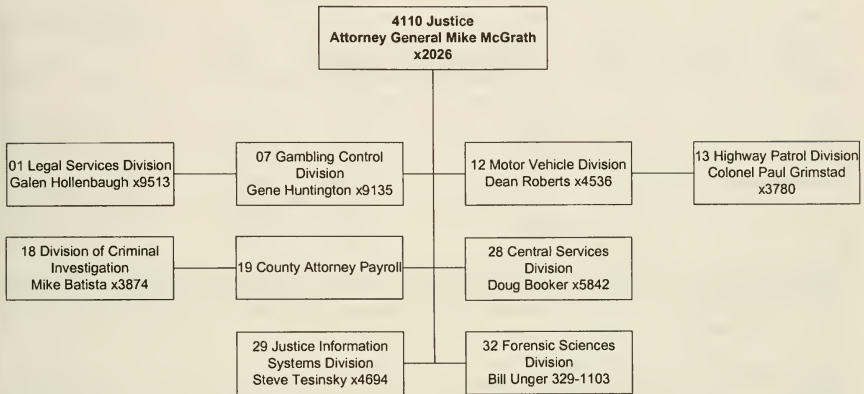 4110 Justice
Attorney General Mike McGrath
x2026
01 Legal Services Division
Galen Hollenbaugh x9513
07 Gambling Control
Division
Gene Huntington x9135
12 Motor Vehicle Division
Dean Roberts x4536
13 Highway Patrol Division
Colonel Paul Grimstad
x3780
18 Division of Criminal
Investigation
Mike Batista x3874
19 County Attorney Payroll
28 Central Services
Division
Doug Booker x5842
29 Justice Information
Systems Division
Steve Tesinsky x4694
32 Forensic Sciences
Division
Bill Unger 329-1103